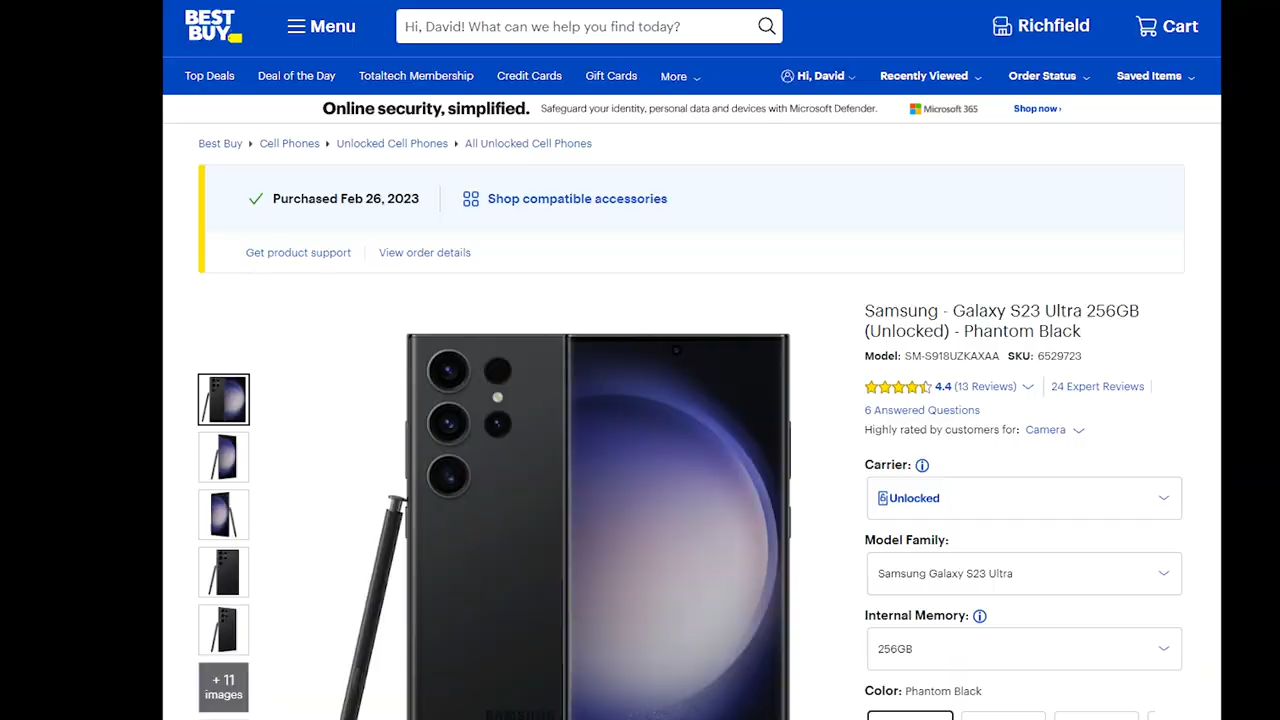 BEST
BUY
Menu
Hi, David! What can we help you find today?
Richfield
Cart
Top Deals
Deal of the Day
Totaltech Membership
Credit Cards
Gift Cards
More
Hi, David
Recently Viewed
Order Status
Saved Items
Online security, simplified.
Safeguard your identity, personal data and devices with Microsoft Defender.
Microsoft 365
Shop now ›
Best Buy
Cell Phones
Unlocked Cell Phones
All Unlocked Cell Phones
Purchased Feb 26, 2023
Shop compatible accessories
Get product support
View order details
Samsung - Galaxy S23 Ultra 256GB
(Unlocked) - Phantom Black
Model: SM-S918UZKAXAA SKU: 6529723
4.4 (13 Reviews)
24 Expert Reviews
6 Answered Questions
Highly rated by customers for: Camera
Carrier:
Unlocked
Model Family:
Samsung Galaxy S23 Ultra
Internal Memory:
256GB
Color: Phantom Black
+ 11
images
SAMSUNG